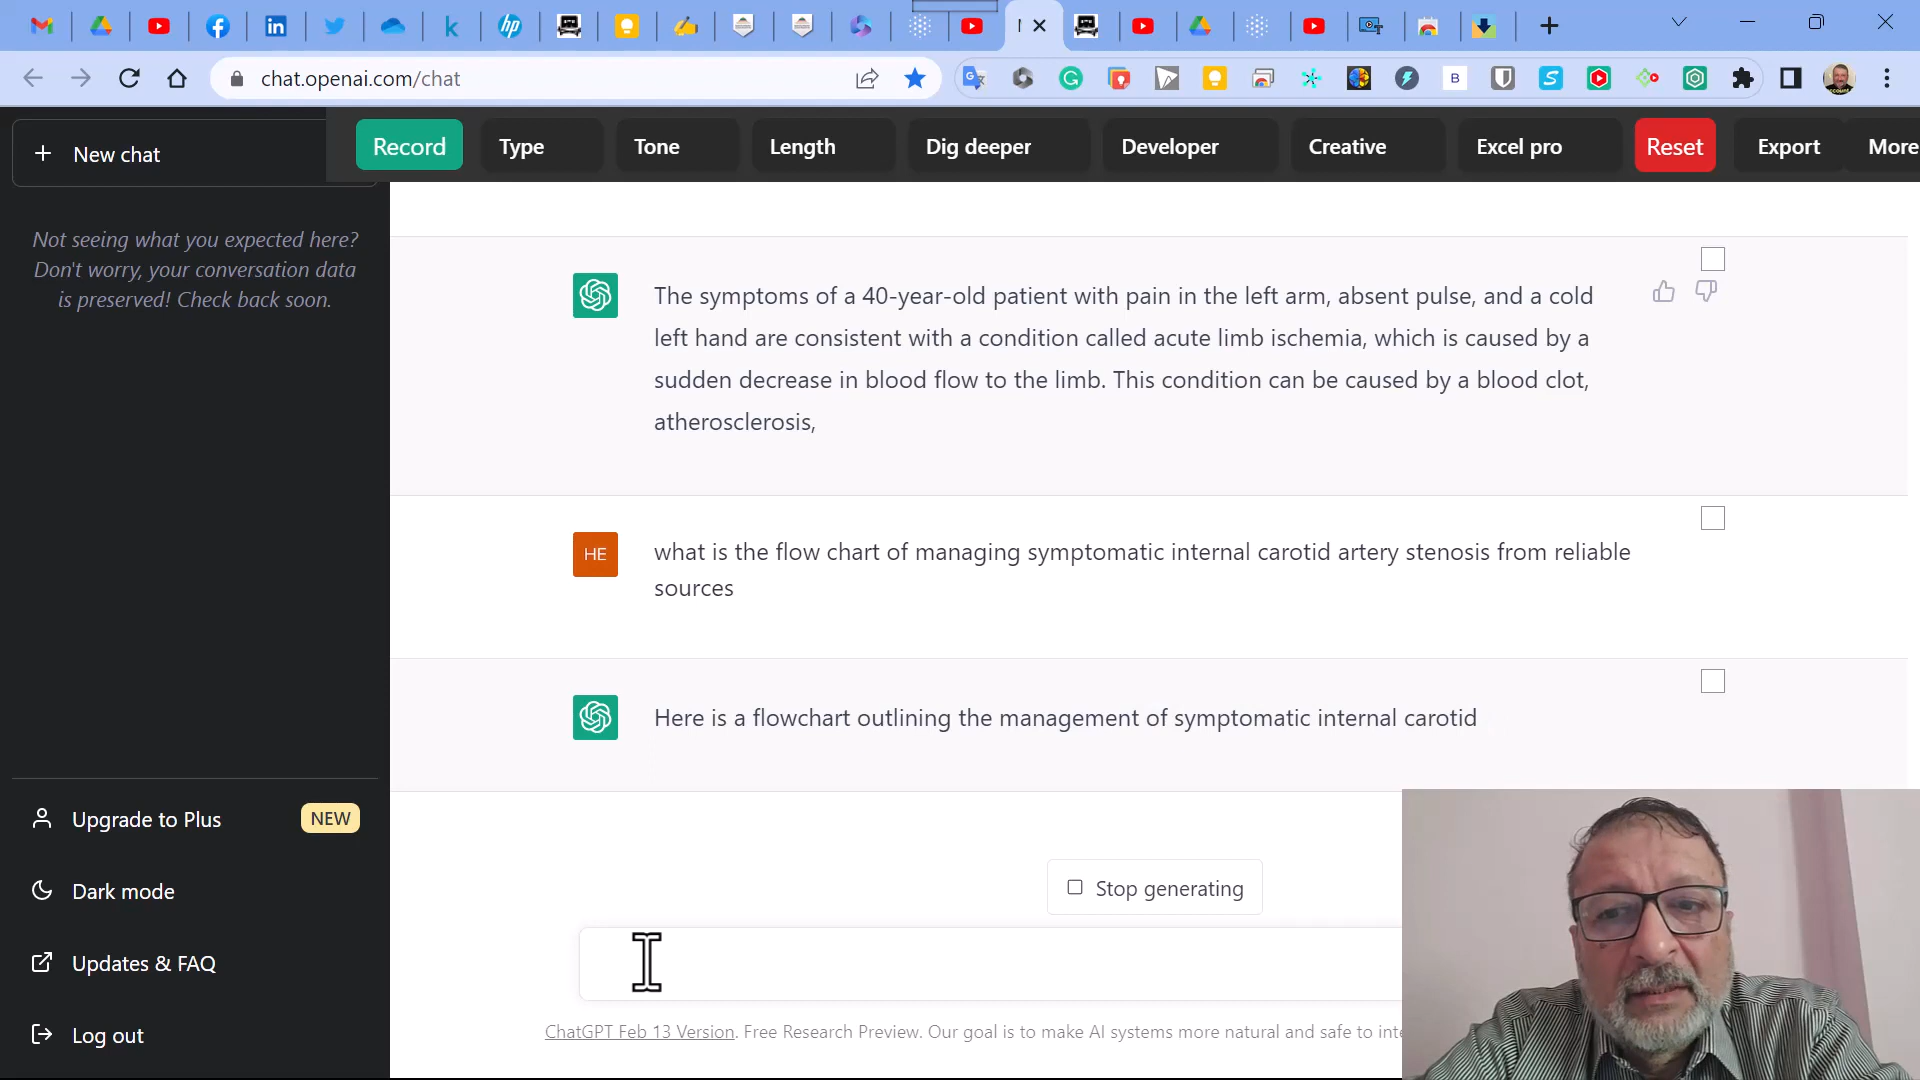 chat.openai.com/chat
New chat
Record
Type
Tone
Length
Dig deeper
Developer
Creative
Excel pro
Reset
Export
More
Not seeing what you expected here?
Don't worry, your conversation data
is preserved! Check back soon.
The symptoms of a 40-year-old patient with pain in the left arm, absent pulse, and a cold
left hand are consistent with a condition called acute limb ischemia, which is caused by a
sudden decrease in blood flow to the limb. This condition can be caused by a blood clot,
atherosclerosis,
HE
what is the flow chart of managing symptomatic internal carotid artery stenosis from reliable
sources
Here is a flowchart outlining the management of symptomatic internal carotid
Upgrade to Plus
NEW
Dark mode
Updates & FAQ
Log out
Stop generating
ChatGPT Feb 13 Version. Free Research Preview. Our goal is to make AI systems more natural and safe to